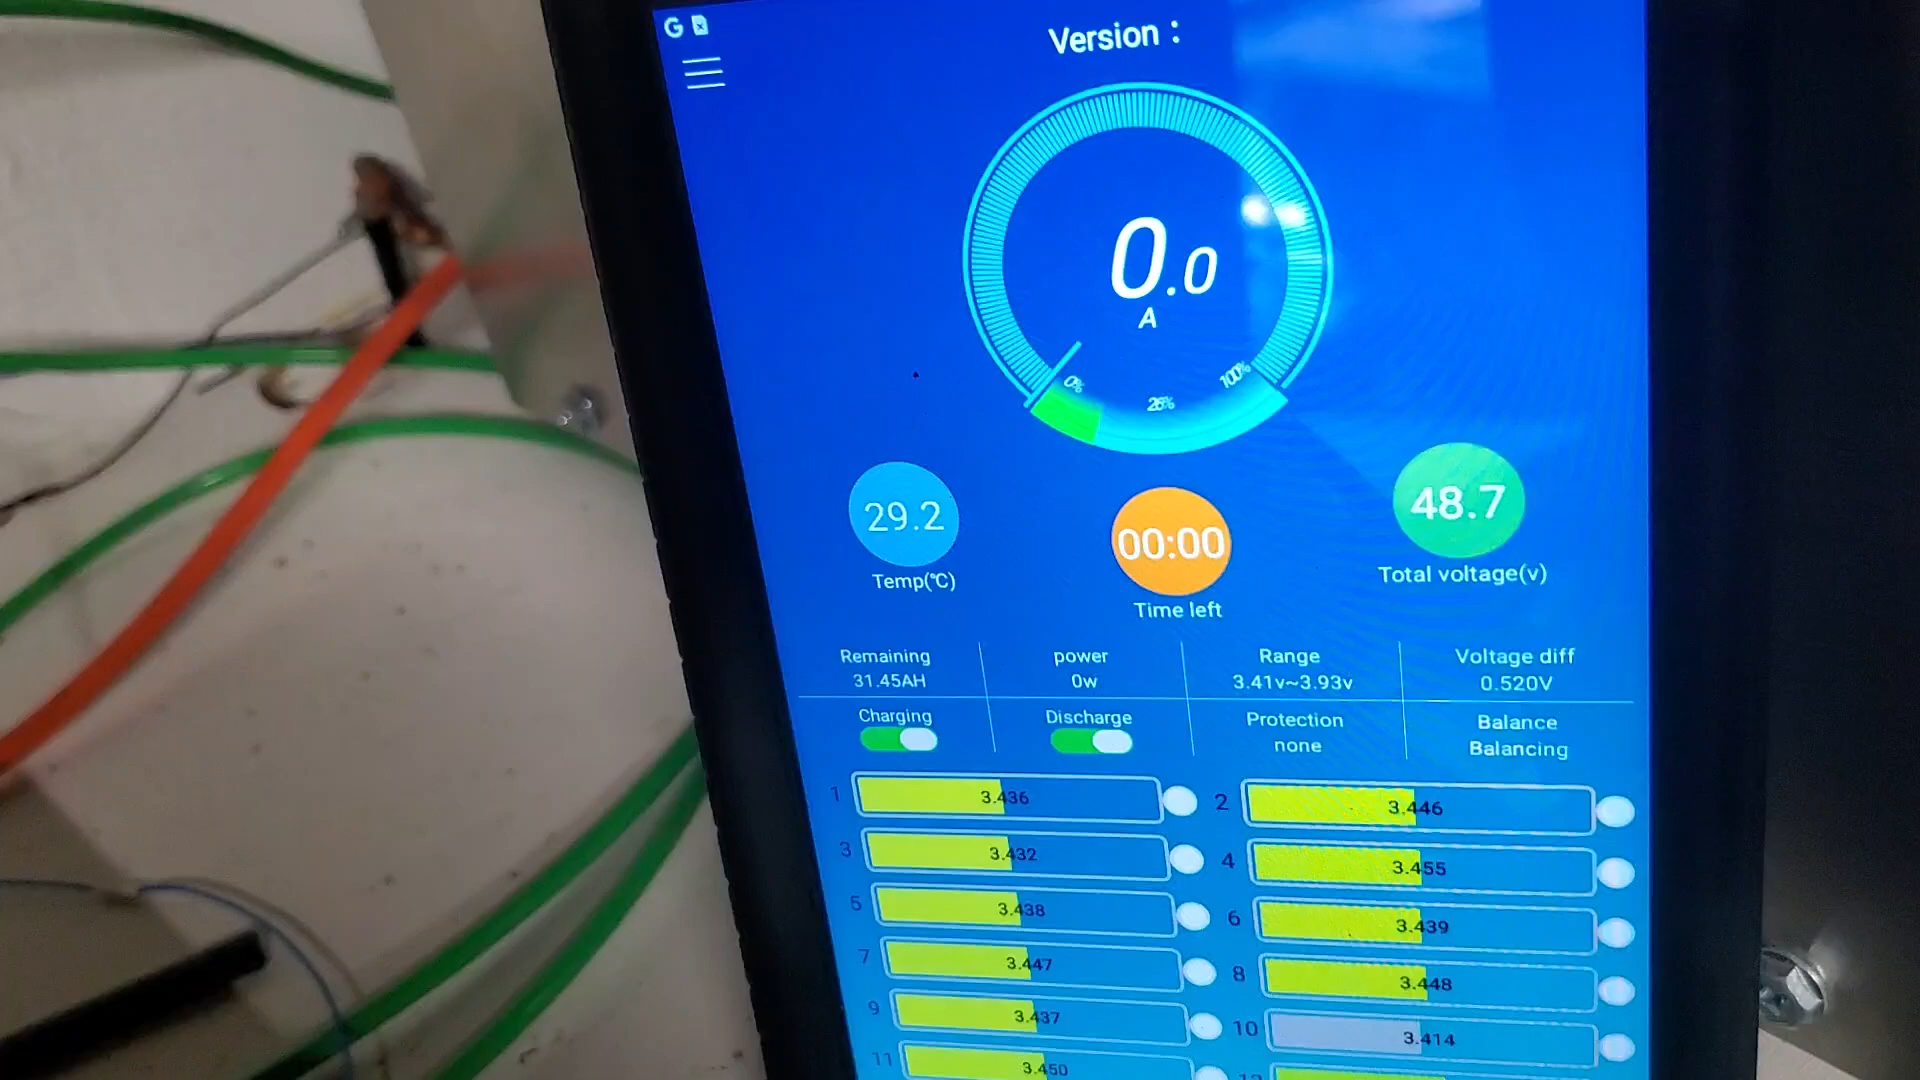 G
Version :
0.0
A
0%
26%
100%
29.2
Temp(℃)
00:00
Time left
48.7
Total voltage(v)
Remaining
31.45AH
power
0w
Range
3.41v~3.93v
Voltage diff
0.520V
Charging
Discharge
Protection
none
Balance
Balancing
1 3.436
2 3.446
3 3.432
4 3.455
5 3.438
6 3.439
7 3.447
8 3.448
9 3.437
10 3.414
11 3.450